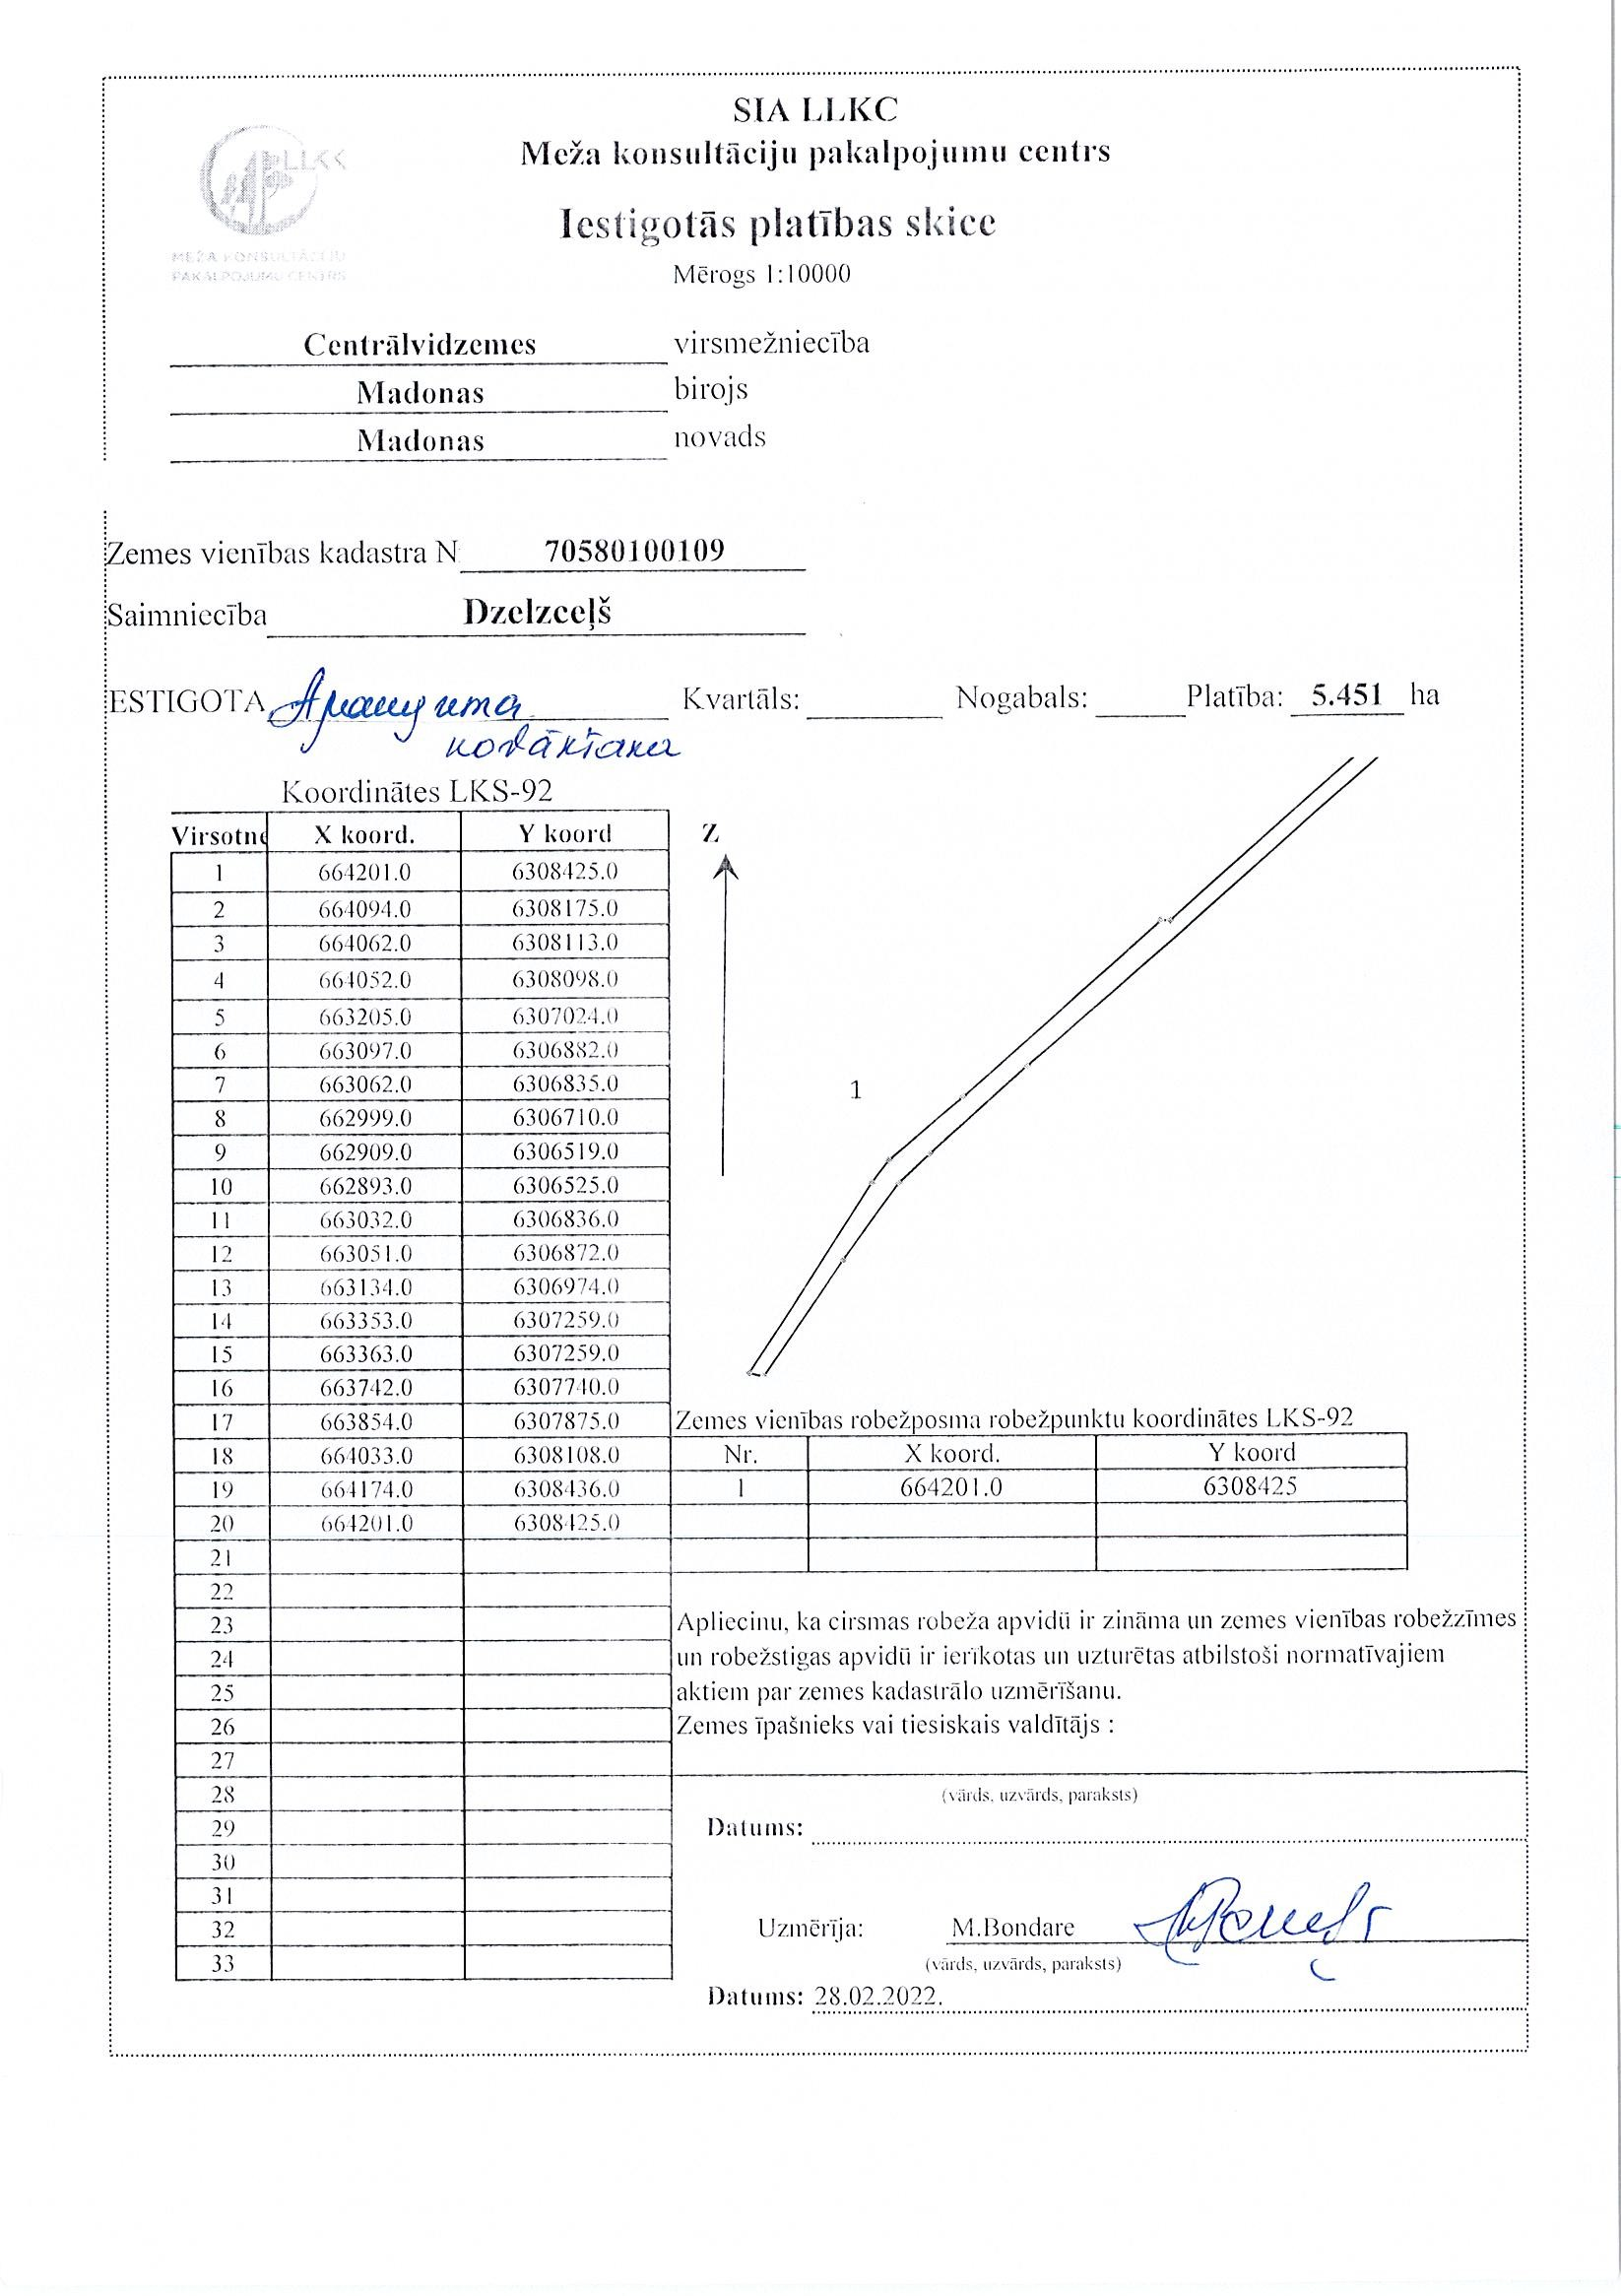 SIA LLKC
Meža konsultāciju pakalpojumu centrs
LLKC
MEŽA KONSULTĀCIJU
PAKALPOJUMU CENTRS
Iestigotās platības skice
Mērogs 1:10000
Centrālvidzemes virsmežniecība
Madonas birojs
Madonas novads
Zemes vienības kadastra N 70580100109
Saimniecība Dzelzceļš
IESTIGOTA Kvartāls: Nogabals: Platība: 5.451 ha
Koordinātes LKS-92
Virsotne X koord. Y koord
1 664201.0 6308425.0
2 664094.0 6308175.0
3 664062.0 6308113.0
4 664052.0 6308098.0
5 663205.0 6307024.0
6 663097.0 6306882.0
7 663062.0 6306835.0
8 662999.0 6306710.0
9 662909.0 6306519.0
10 662893.0 6306525.0
11 663032.0 6306836.0
12 663051.0 6306872.0
13 663134.0 6306974.0
14 663353.0 6307259.0
15 663363.0 6307259.0
16 663742.0 6307740.0
17 663854.0 6307875.0
18 664033.0 6308108.0
19 664174.0 6308436.0
20 664201.0 6308425.0
21
22
23
24
25
26
27
28
29
30
31
32
33
Z
1
Zemes vienības robežposma robežpunktu koordinātes LKS-92
Nr. X koord. Y koord
1 664201.0 6308425
Apliecinu, ka cirsmas robeža apvidū ir zināma un zemes vienības robežzīmes
un robežstigas apvidū ir ierīkotas un uzturētas atbilstoši normatīvajiem
aktiem par zemes kadastrālo uzmērīšanu.
Zemes īpašnieks vai tiesiskais valdītājs :
(vārds, uzvārds, paraksts)
Datums:
Uzmērīja: M.Bondare
(vārds, uzvārds, paraksts)
Datums: 28.02.2022.